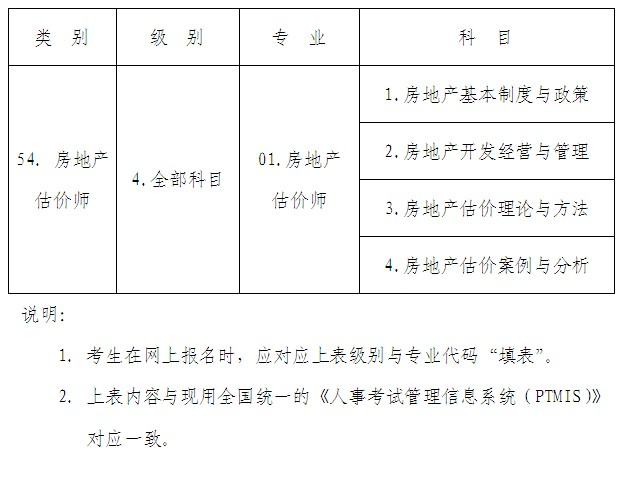 类 别 级 别 专 业 科 目
1.房地产基本制度与政策
54. 房地产估价师 4.全部科目 01.房地产估价师
2.房地产开发经营与管理
3.房地产估价理论与方法
4.房地产估价案例与分析
说明：
1. 考生在网上报名时，应对应上表级别与专业代码“填表”。
2. 上表内容与现用全国统一的《人事考试管理信息系统（PTMIS)》
对应一致。